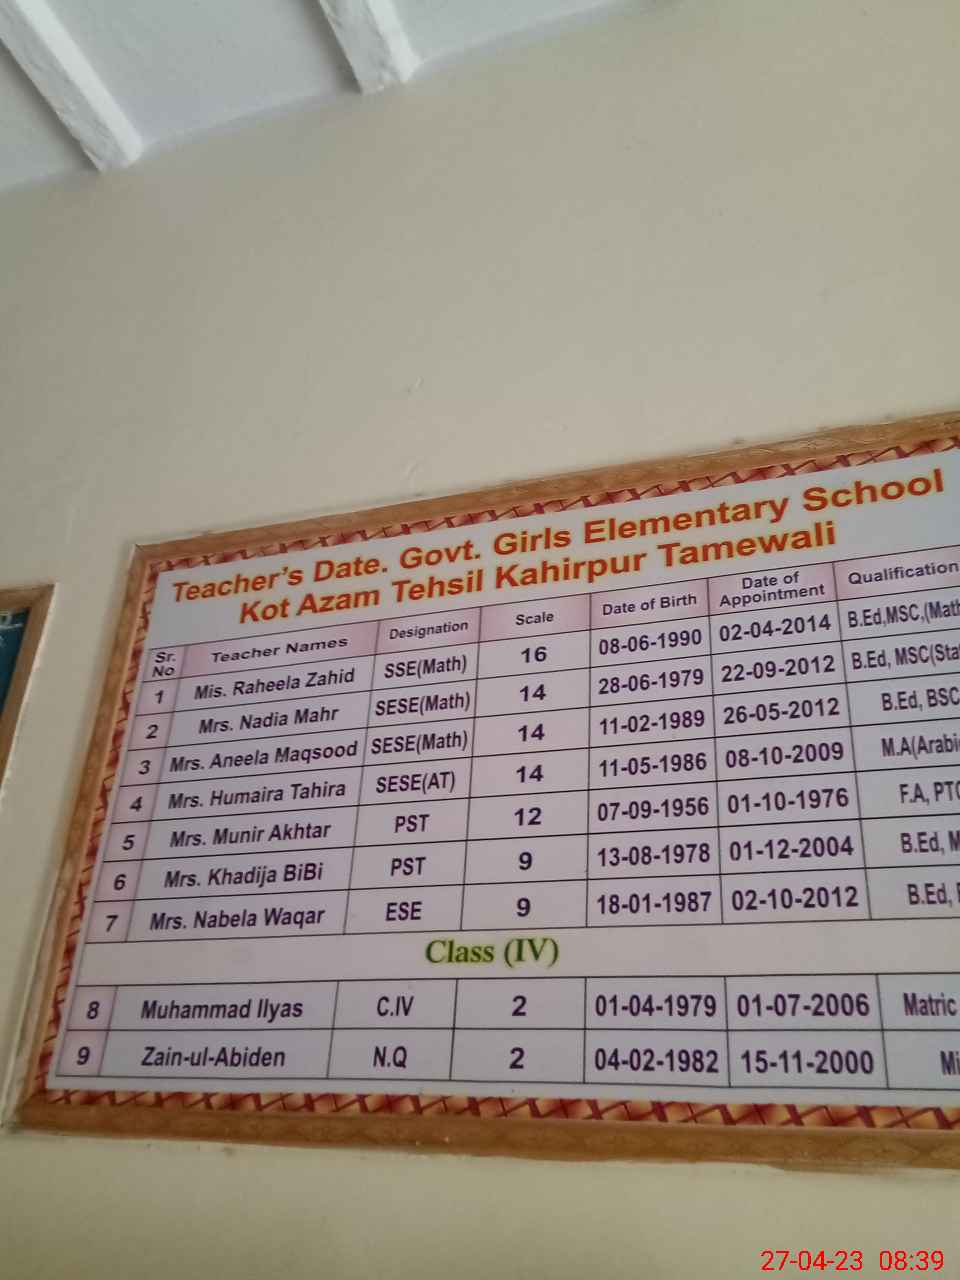 Teacher's Date. Govt. Girls Elementary School
Kot Azam Tehsil Kahirpur Tamewali
Sr. No Teacher Names Designation Scale Date of Birth Date of Appointment Qualification
1 Mis. Raheela Zahid SSE(Math) 16 08-06-1990 02-04-2014 B.Ed,MSC,(Math
2 Mrs. Nadia Mahr SESE(Math) 14 28-06-1979 22-09-2012 B.Ed, MSC(Sta
3 Mrs. Aneela Maqsood SESE(Math) 14 11-02-1989 26-05-2012 B.Ed, BSC
4 Mrs. Humaira Tahira SESE(AT) 14 11-05-1986 08-10-2009 M.A(Arabi
5 Mrs. Munir Akhtar PST 12 07-09-1956 01-10-1976 F.A, PTC
6 Mrs. Khadija BiBi PST 9 13-08-1978 01-12-2004 B.Ed, M
7 Mrs. Nabela Waqar ESE 9 18-01-1987 02-10-2012 B.Ed,
Class (IV)
8 Muhammad Ilyas C.IV 2 01-04-1979 01-07-2006 Matric
9 Zain-ul-Abiden N.Q 2 04-02-1982 15-11-2000 Mi
27-04-23 08:39